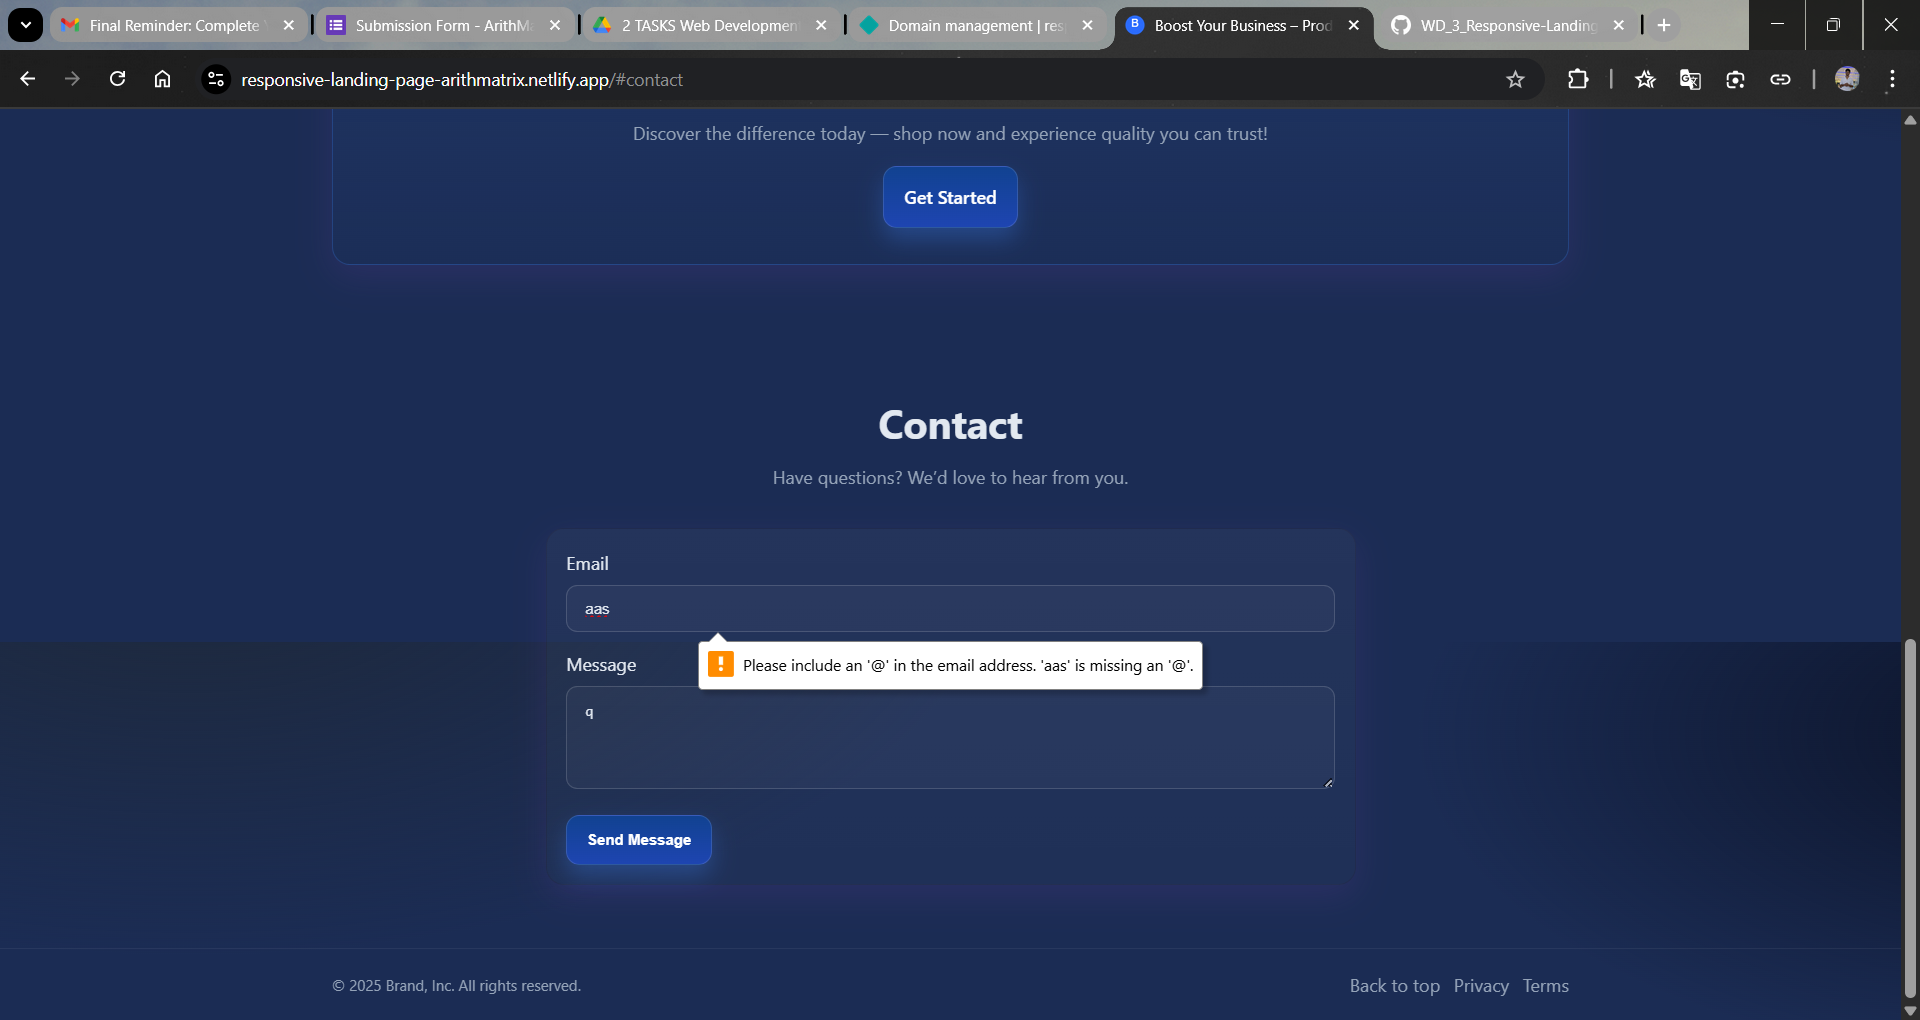 Final Reminder: Complete
Submission Form - ArithM
2 TASKS Web Developmen
Domain management | res
B
Boost Your Business – Prod
WD_3_Responsive-Landing
responsive-landing-page-arithmatrix.netlify.app/#contact
Discover the difference today — shop now and experience quality you can trust!
Get Started
Contact
Have questions? We’d love to hear from you.
Email
aas
Please include an '@' in the email address. 'aas' is missing an '@'.
Message
q
Send Message
© 2025 Brand, Inc. All rights reserved.
Back to top Privacy Terms